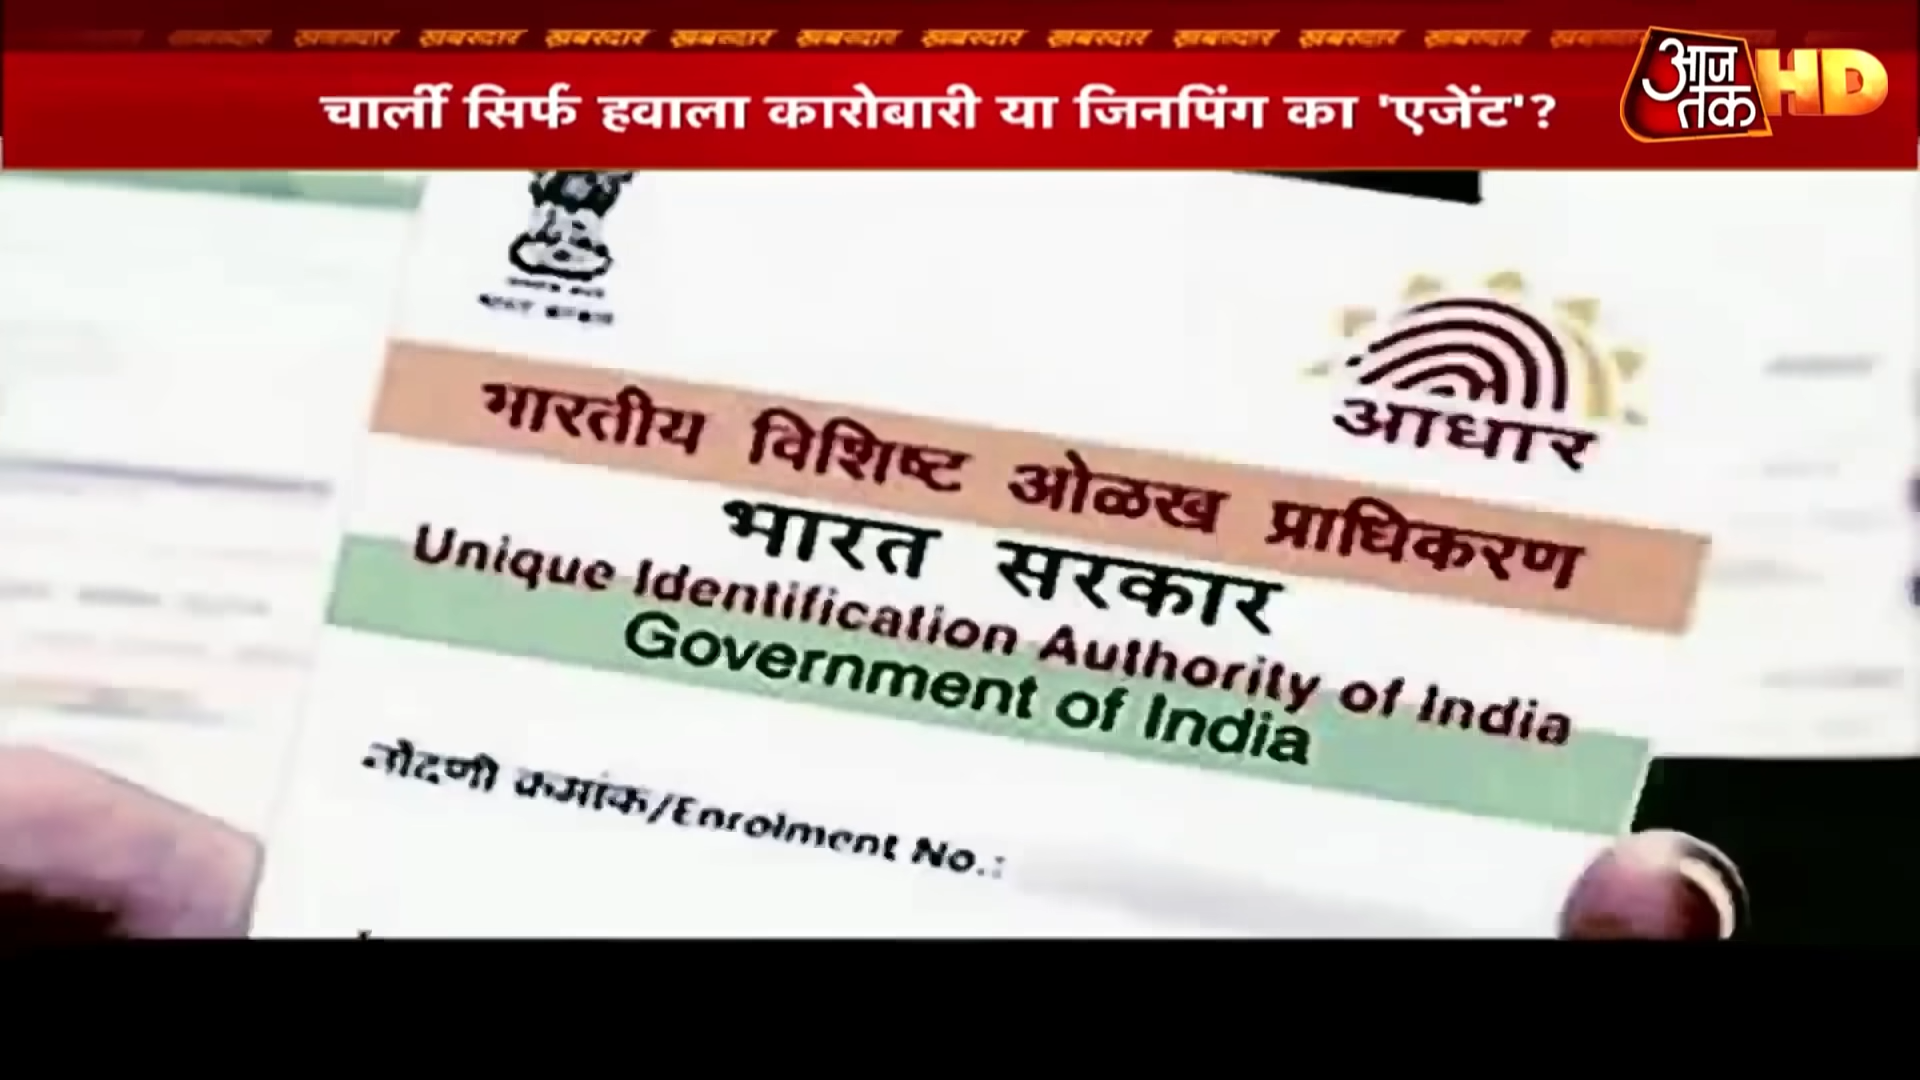 ख़बरदार ख़बरदार ख़बरदार ख़बरदार ख़बरदार ख़बरदार ख़बरदार ख़बरदार ख़बरदार ख़बरदार ख़बरदार
चार्ली सिर्फ हवाला कारोबारी या जिनपिंग का 'एजेंट'?
आज तक HD
आधार
भारतीय विशिष्ट ओळख प्राधिकरण
भारत सरकार
Unique Identification Authority of India
Government of India
नोंदणी क्रमांक/Enrolment No.: